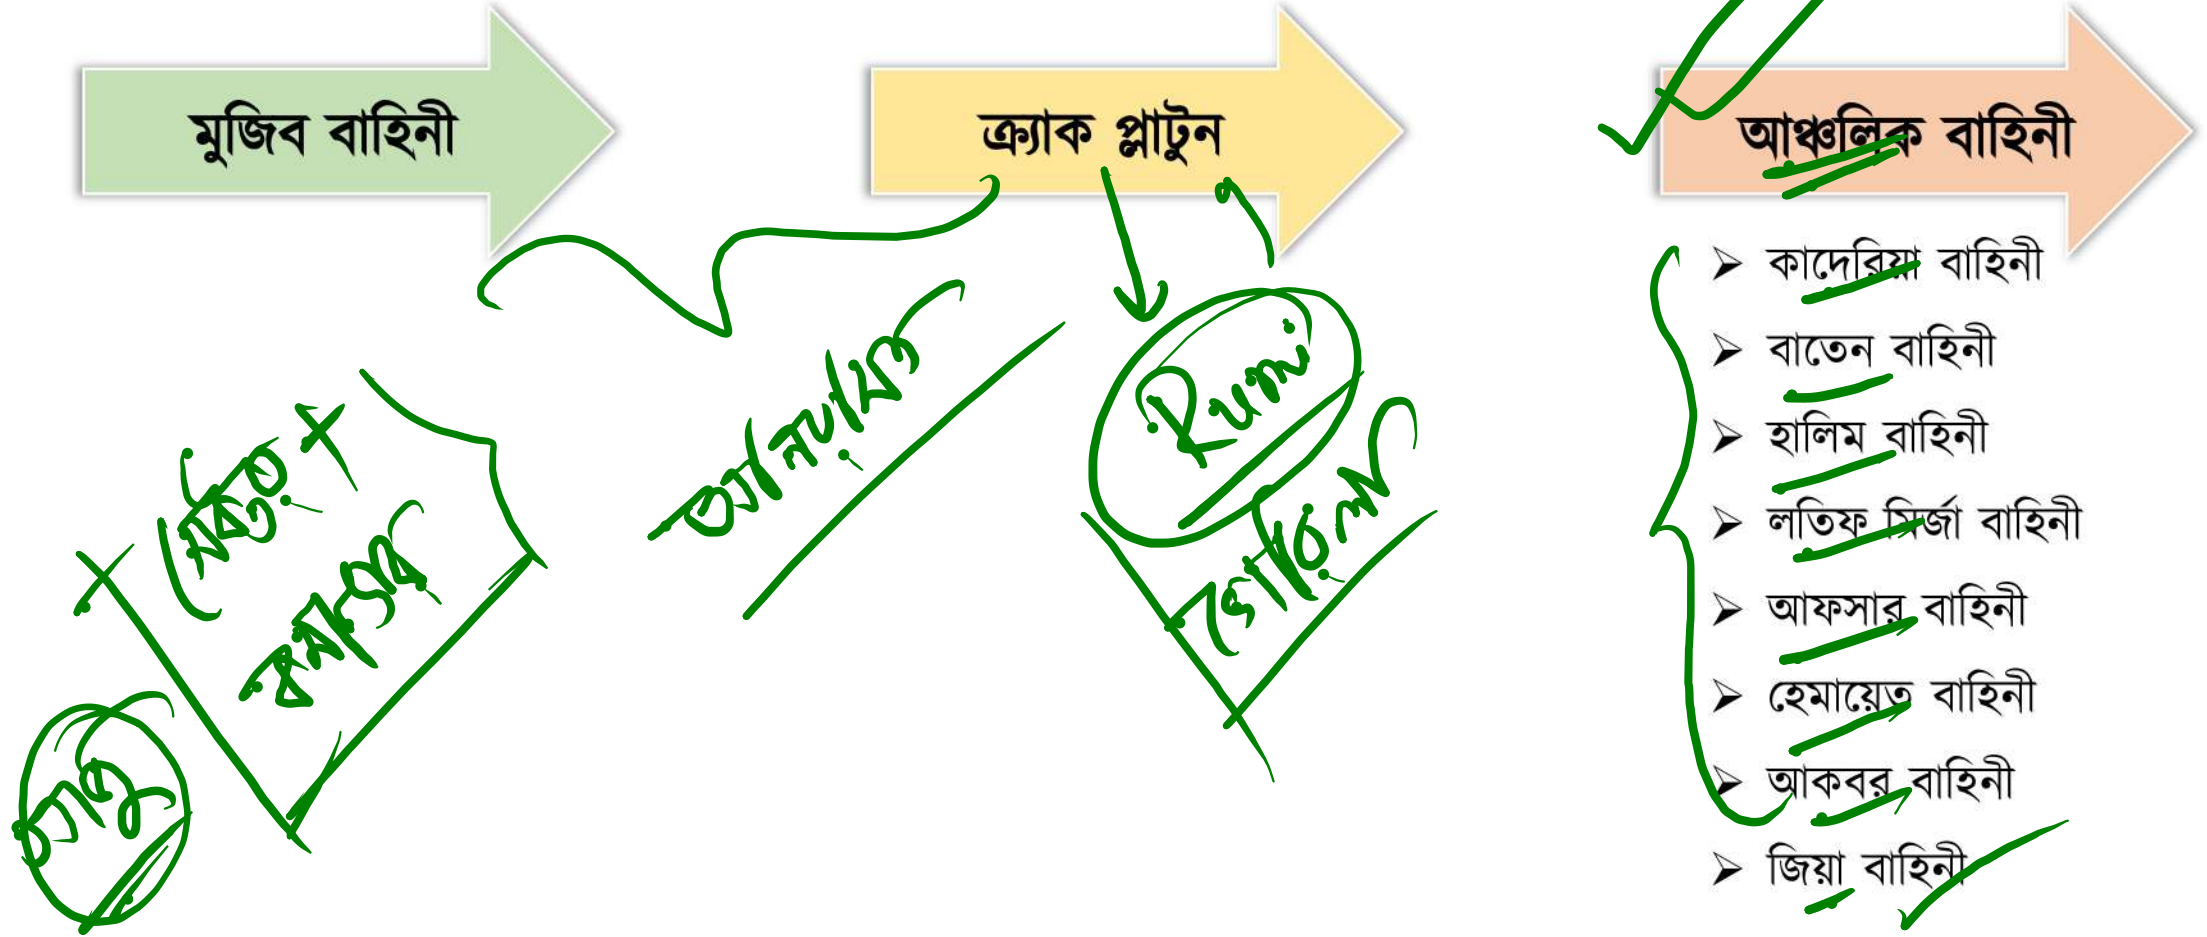 মুজিব বাহিনী
ক্র্যাক প্লাটুন
আঞ্চলিক বাহিনী
➢ কাদেরিয়া বাহিনী
➢ বাতেন বাহিনী
➢ হালিম বাহিনী
➢ লতিফ মির্জা বাহিনী
➢ আফসার বাহিনী
➢ হেমায়েত বাহিনী
➢ আকবর বাহিনী
➢ জিয়া বাহিনী
Rumi